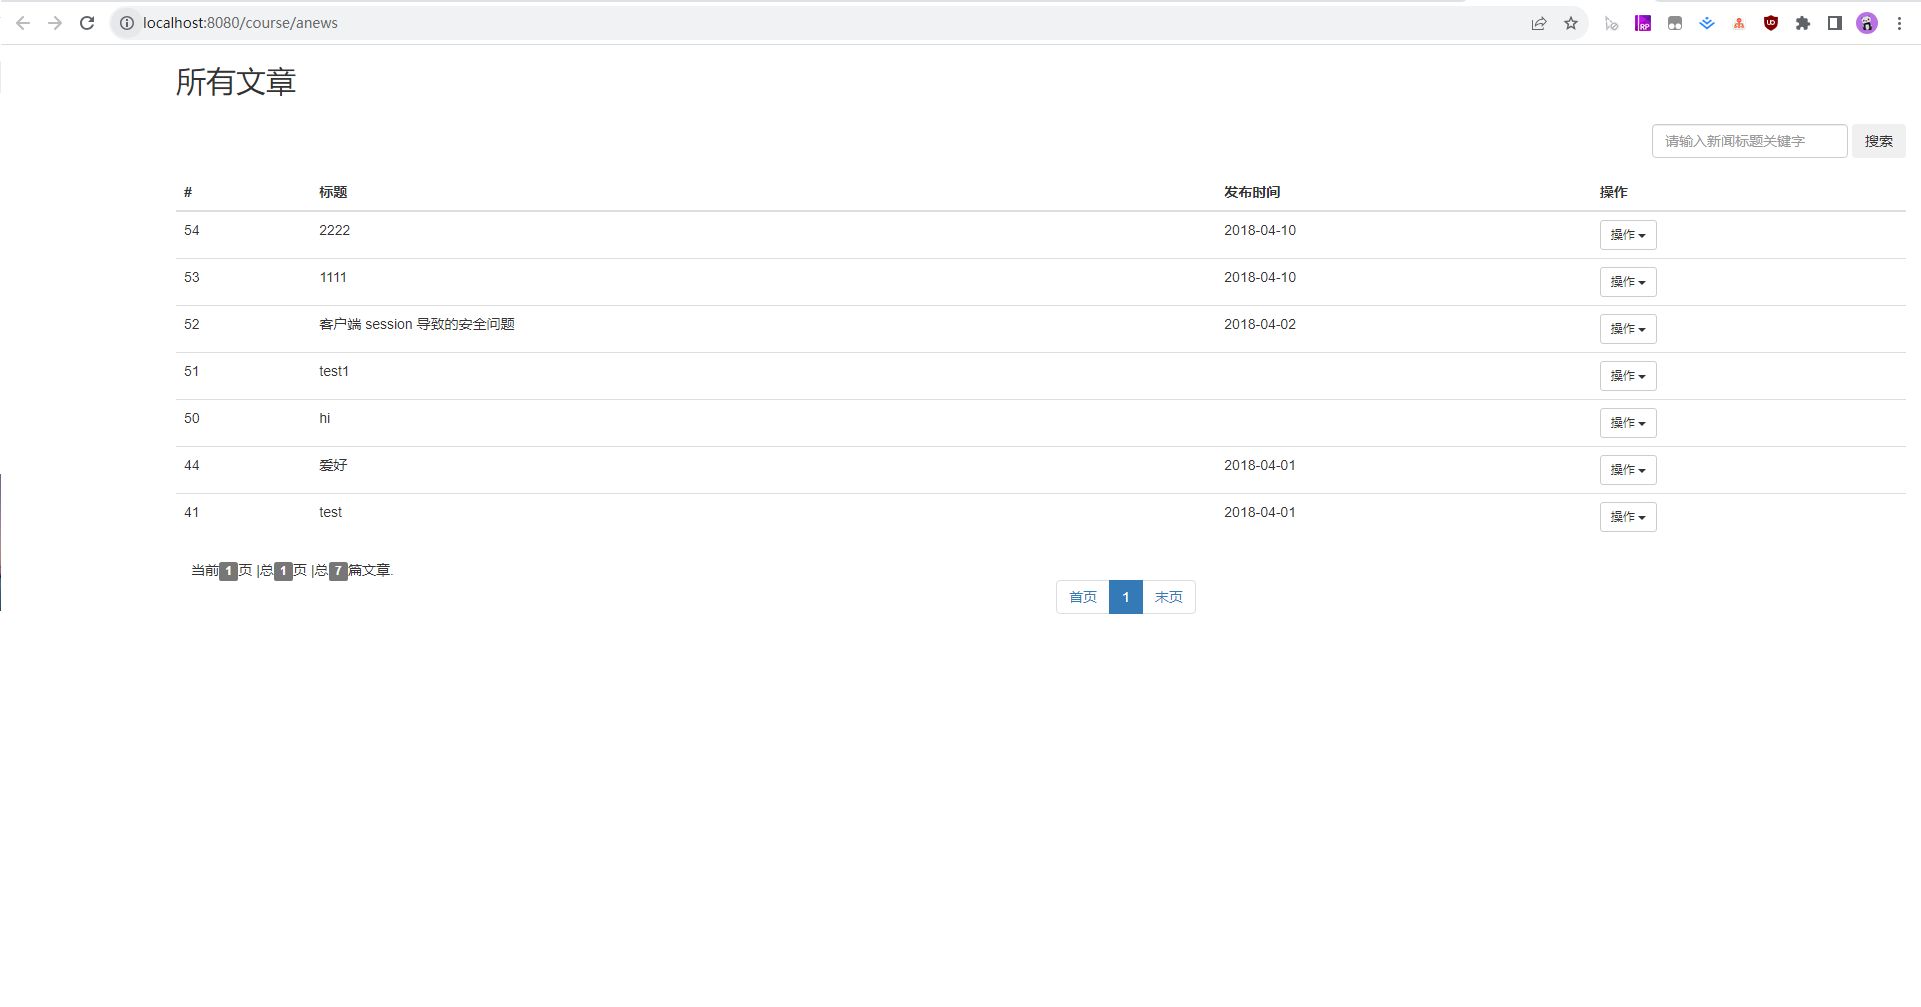 localhost:8080/course/anews
RP
所有文章
请输入新闻标题关键字 搜索
# 标题 发布时间 操作
54 2222 2018-04-10 操作
53 1111 2018-04-10 操作
52 客户端 session 导致的安全问题 2018-04-02 操作
51 test1 操作
50 hi 操作
44 爱好 2018-04-01 操作
41 test 2018-04-01 操作
当前1页 |总1页 |总7篇文章.
首页 1 末页